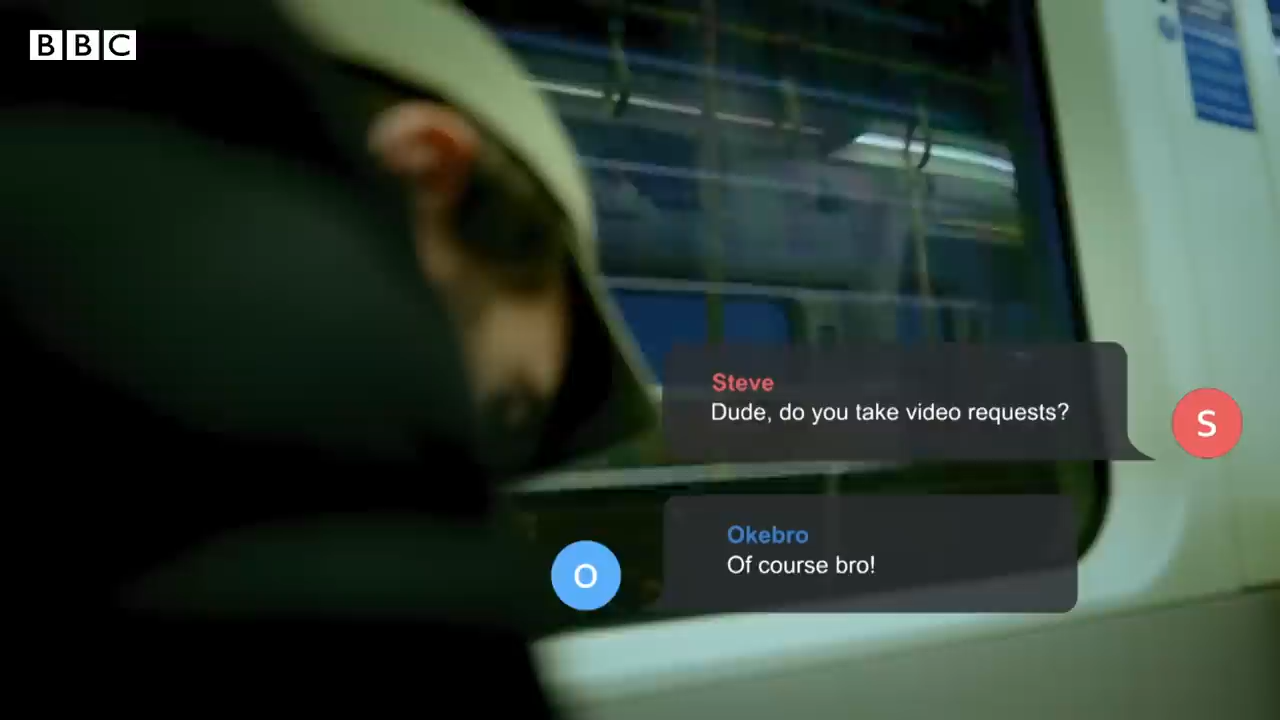 BBC
Steve
Dude, do you take video requests?
S
Okebro
Of course bro!
O